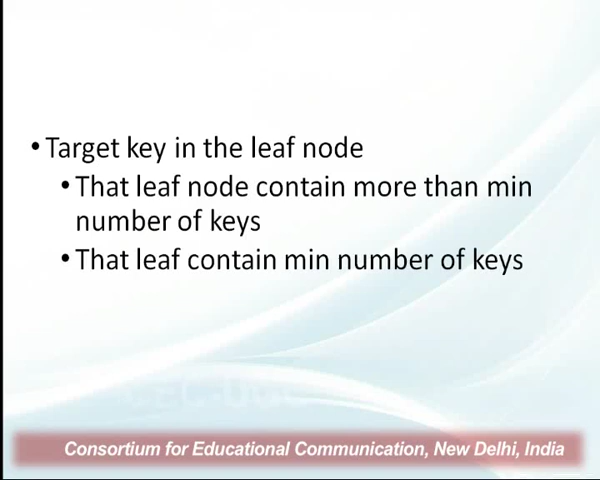 •Target key in the leaf node
•That leaf node contain more than min
number of keys
•That leaf contain min number of keys
Consortium for Educational Communication, New Delhi, India